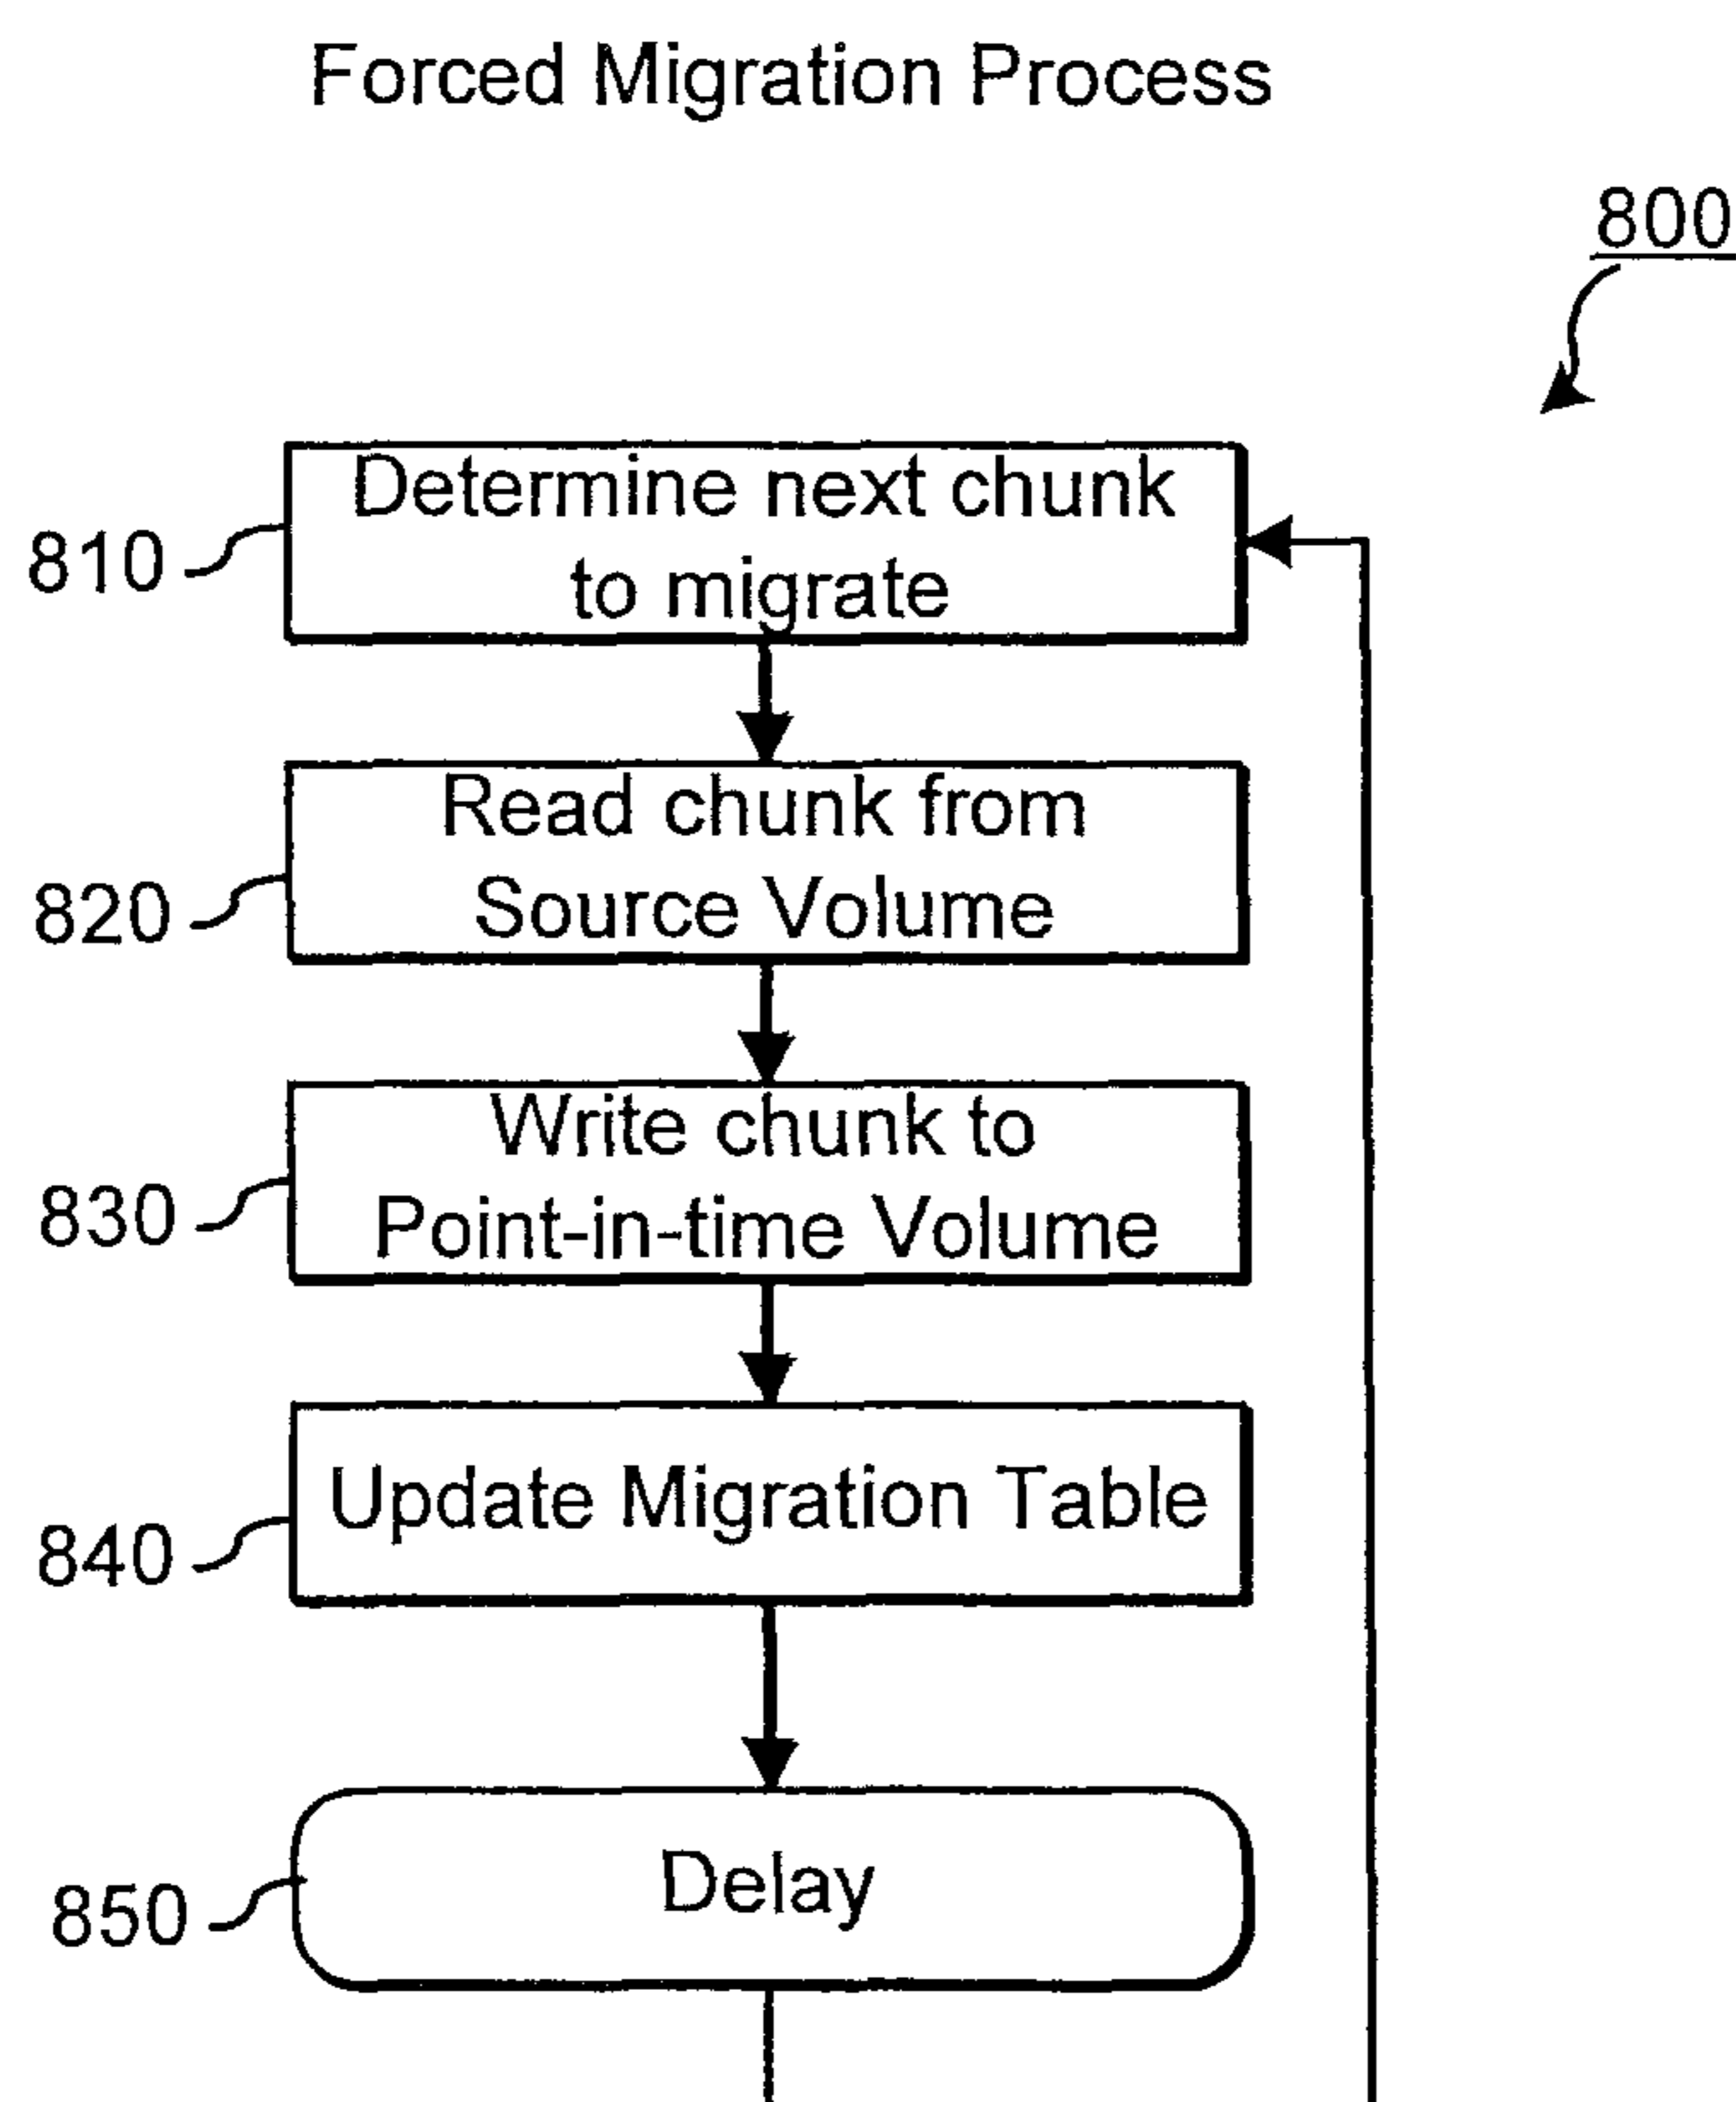 Forced Migration Process
800
Determine next chunk
to migrate
810
Read chunk from
Source Volume
820
Write chunk to
Point-in-time Volume
830
Update Migration Table
840
Delay
850